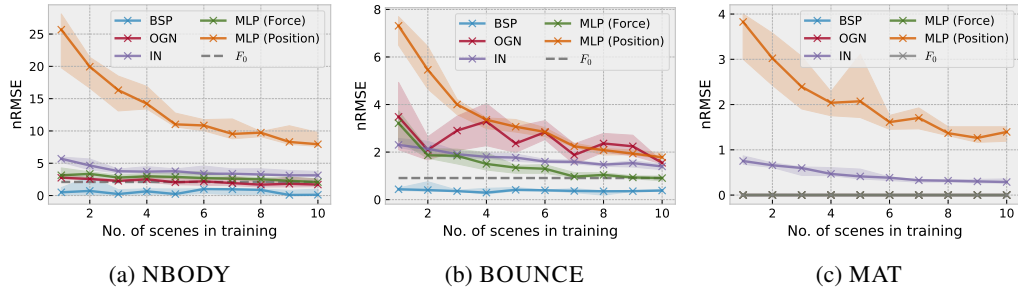 BSP
OGN
IN
MLP (Force)
MLP (Position)
F₀
nRMSE
25
20
15
10
5
0
2 4 6 8 10
No. of scenes in training
(a) NBODY
BSP
OGN
IN
MLP (Force)
MLP (Position)
F₀
nRMSE
8
6
4
2
0
2 4 6 8 10
No. of scenes in training
(b) BOUNCE
BSP
OGN
IN
MLP (Force)
MLP (Position)
F₀
nRMSE
4
3
2
1
0
2 4 6 8 10
No. of scenes in training
(c) MAT